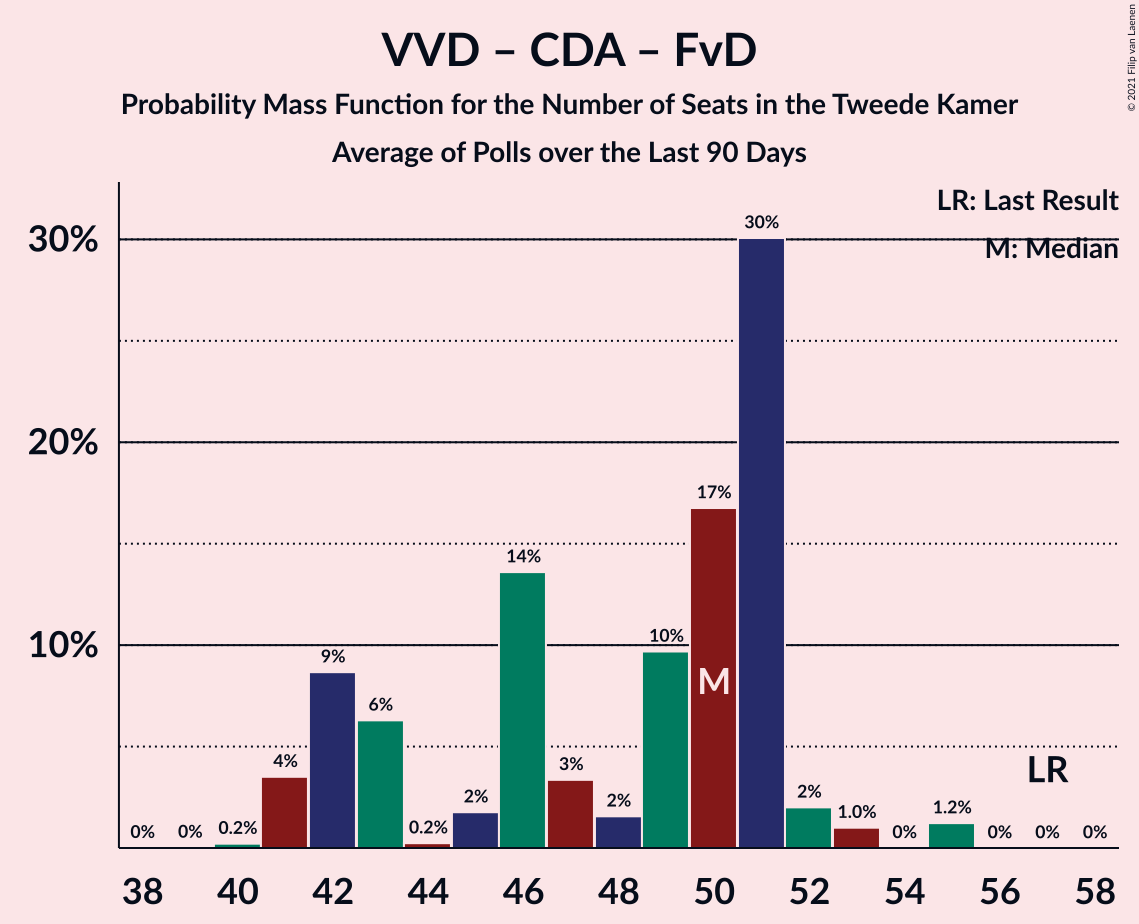 VVD – CDA – FvD
Probability Mass Function for the Number of Seats in the Tweede Kamer
Average of Polls over the Last 90 Days
© 2021 Filip van Laenen
LR: Last Result
M: Median
30%
20%
10%
0%
0%
0.2%
4%
9%
6%
0.2%
2%
14%
3%
2%
10%
17%
30%
2%
1.0%
0%
1.2%
0%
0%
0%
M
LR
38 40 42 44 46 48 50 52 54 56 58